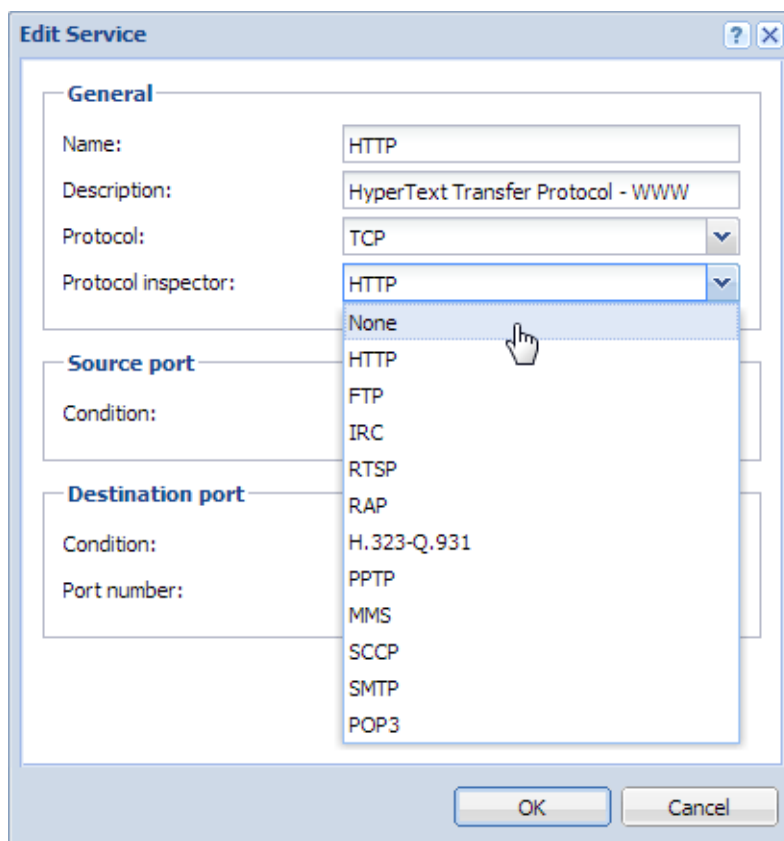 Edit Service
?
General
Name: HTTP
Description: HyperText Transfer Protocol - WWW
Protocol: TCP
Protocol inspector: HTTP
None
HTTP
FTP
IRC
RTSP
RAP
H.323-Q.931
PPTP
MMS
SCCP
SMTP
POP3
Source port
Condition:
Destination port
Condition:
Port number:
OK Cancel